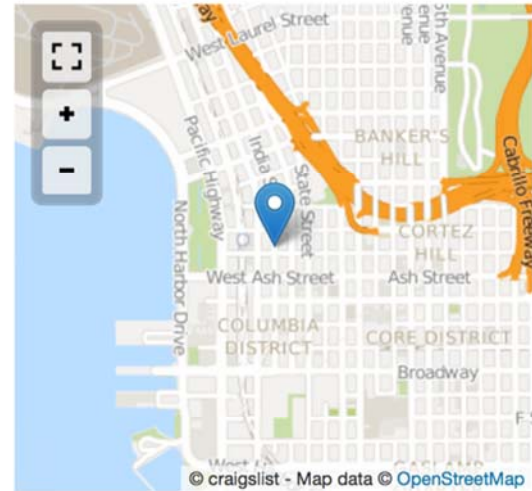 West Laurel Street
5th Avenue
Avenue
BANKER'S
HILL
Pacific Highway
India S
State Street
Cabrillo Freeway
CORTEZ
HILL
North Harbor Drive
West Ash Street
Ash Street
COLUMBIA
DISTRICT
CORE DISTRICT
Broadway
F S
© craigslist - Map data © OpenStreetMap